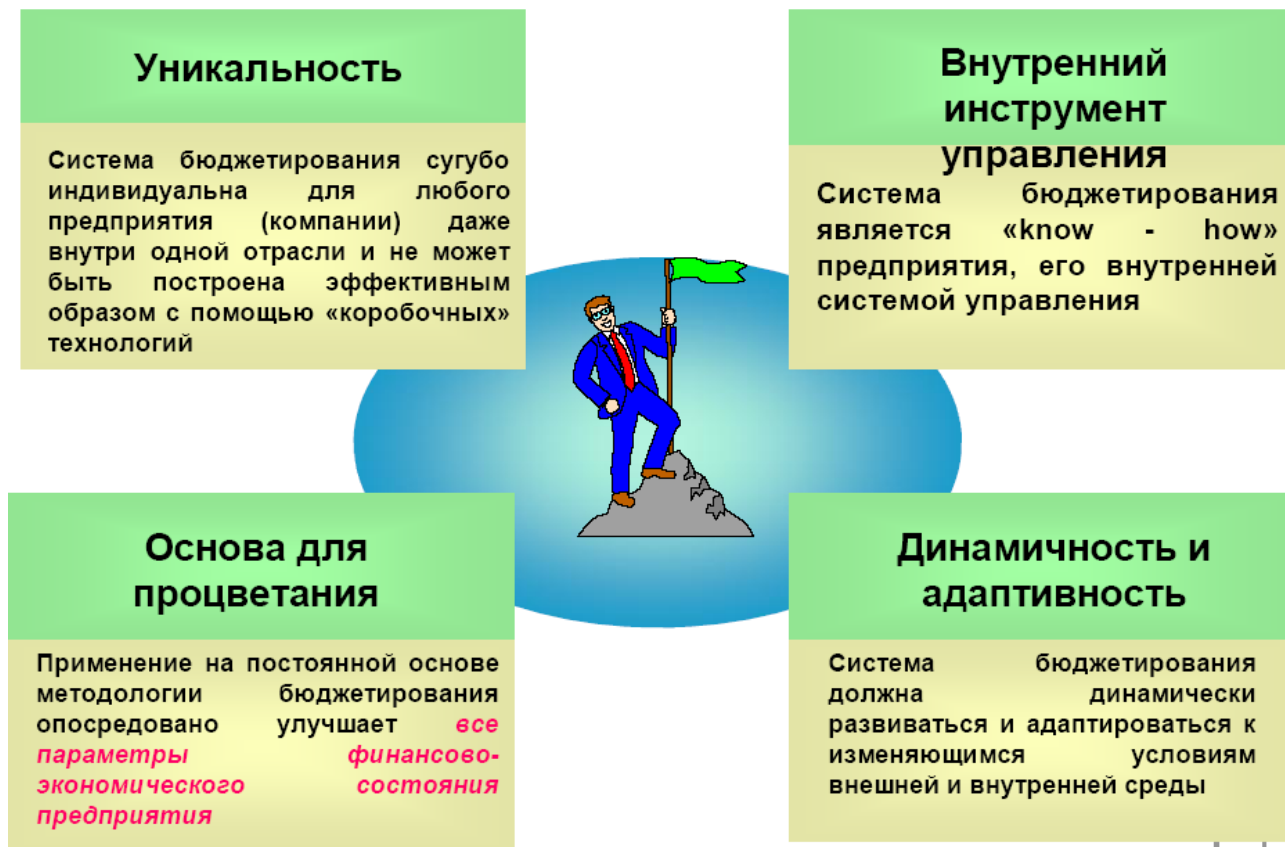 Уникальность
Система бюджетирования сугубо
индивидуальна для любого
предприятия (компании) даже
внутри одной отрасли и не может
быть построена эффективным
образом с помощью «коробочных»
технологий
Внутренний
инструмент
управления
Система бюджетирования
является «know - how»
предприятия, его внутренней
системой управления
Основа для
процветания
Применение на постоянной основе
методологии бюджетирования
опосредовано улучшает все
параметры финансово-
экономического состояния
предприятия
Динамичность и
адаптивность
Система бюджетирования
должна динамически
развиваться и адаптироваться к
изменяющимся условиям
внешней и внутренней среды